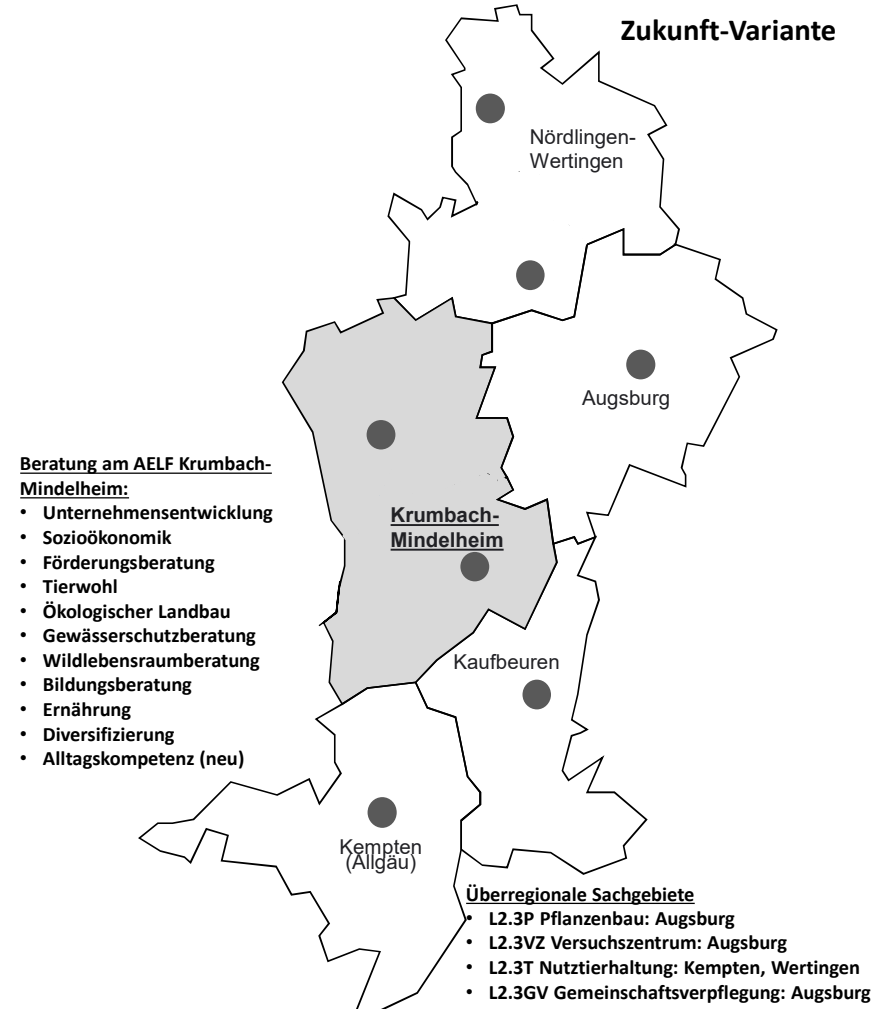 Zukunft-Variante
Nördlingen-
Wertingen
Augsburg
Beratung am AELF Krumbach-
Mindelheim:
• Unternehmensentwicklung
• Sozioökonomik
• Förderungsberatung
• Tierwohl
• Ökologischer Landbau
• Gewässerschutzberatung
• Wildlebensraumberatung
• Bildungsberatung
• Ernährung
• Diversifizierung
• Alltagskompetenz (neu)
Krumbach-
Mindelheim
Kaufbeuren
Kempten
(Allgäu)
Überregionale Sachgebiete
• L2.3P Pflanzenbau: Augsburg
• L2.3VZ Versuchszentrum: Augsburg
• L2.3T Nutztierhaltung: Kempten, Wertingen
• L2.3GV Gemeinschaftsverpflegung: Augsburg